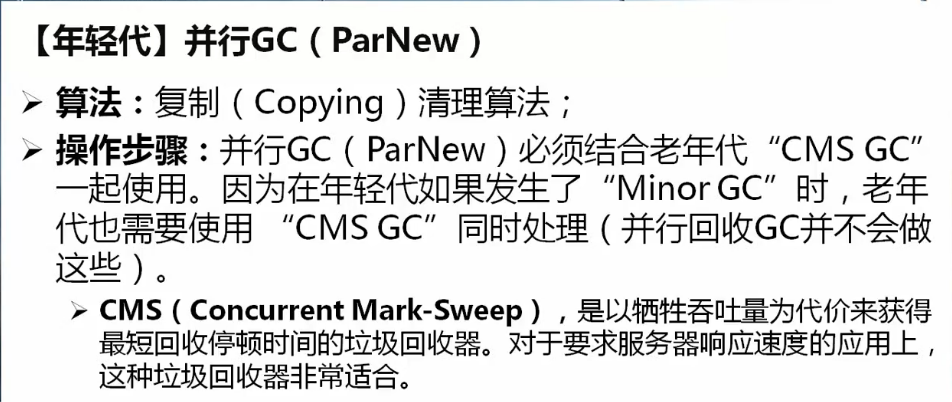 【年轻代】并行GC（ParNew）
➢ 算法：复制（Copying）清理算法；
➢ 操作步骤：并行GC（ParNew）必须结合老年代“CMS GC”
一起使用。因为在年轻代如果发生了“Minor GC”时，老年
代也需要使用 “CMS GC”同时处理（并行回收GC并不会做
这些）。
➢ CMS（Concurrent Mark-Sweep），是以牺牲吞吐量为代价来获得
最短回收停顿时间的垃圾回收器。对于要求服务器响应速度的应用上，
这种垃圾回收器非常适合。